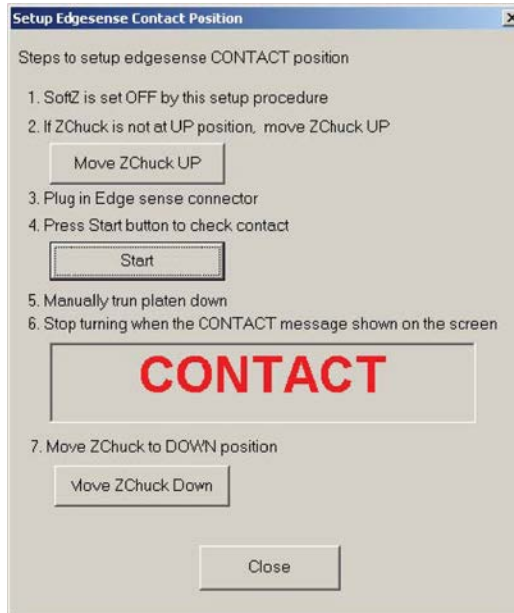 Setup Edgesense Contact Position
Steps to setup edgesense CONTACT position
1. SoftZ is set OFF by this setup procedure
2. If ZChuck is not at UP position, move ZChuck UP
Move ZChuck UP
3. Plug in Edge sense connector
4. Press Start button to check contact
Start
5. Manually trun platen down
6. Stop turning when the CONTACT message shown on the screen
CONTACT
7. Move ZChuck to DOWN position
Move ZChuck Down
Close